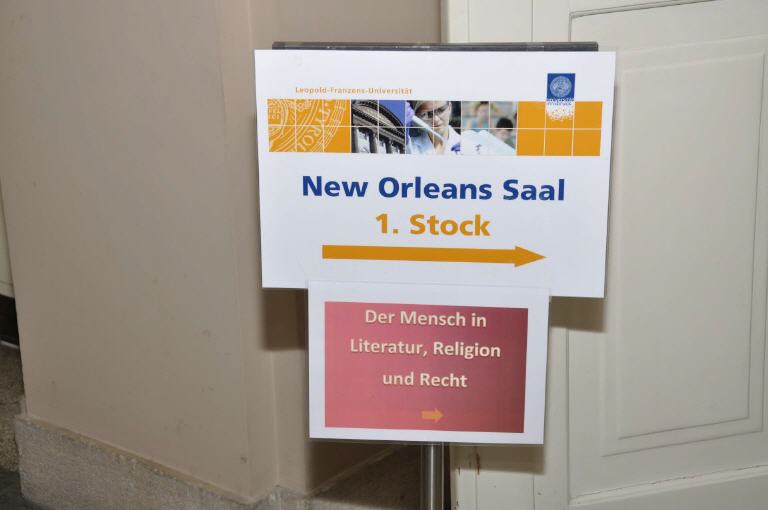 Leopold-Franzens-Universität
New Orleans Saal
1. Stock
Der Mensch in
Literatur, Religion
und Recht